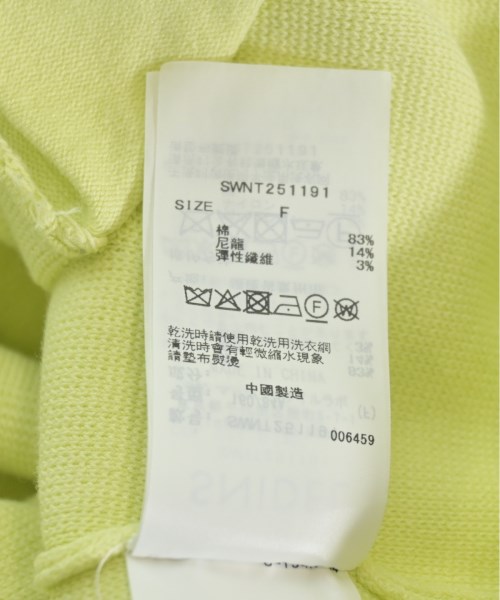 SWNT251191
SIZE F
棉 83%
尼龍 14%
彈性纖維 3%
F W
乾洗時請使用乾洗用洗衣網
清洗時會有輕微縮水現象
請墊布熨燙
中國製造
006459